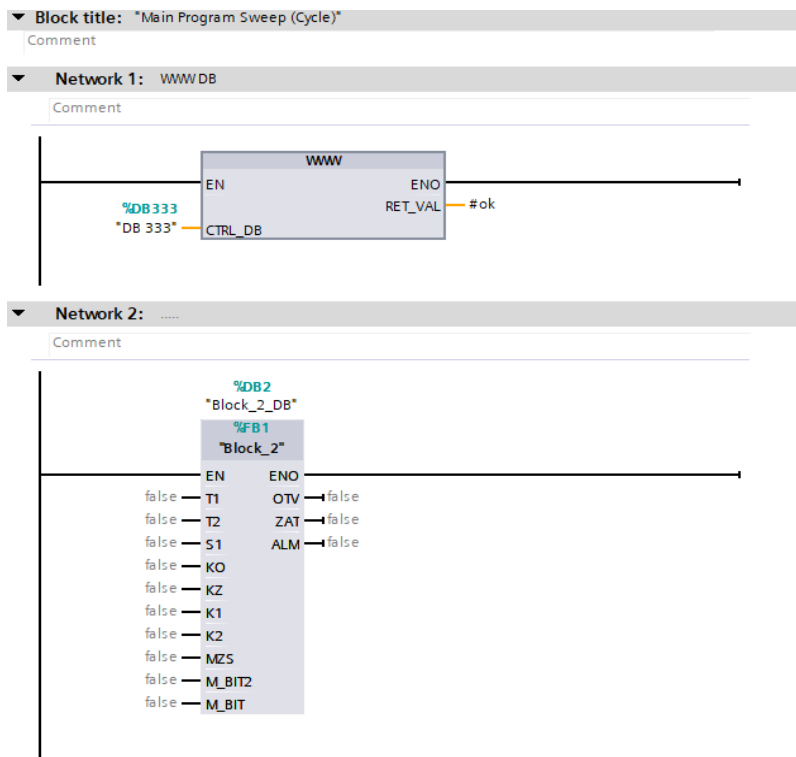 Block title: "Main Program Sweep (Cycle)"
Comment
Network 1: WWW DB
Comment
WWW
EN ENO
%DB333 RET_VAL #ok
"DB 333" CTRL_DB
Network 2: .....
Comment
%DB2
"Block_2_DB"
%FB1
"Block_2"
EN ENO
false T1 OTV false
false T2 ZAT false
false S1 ALM false
false KO
false KZ
false K1
false K2
false MZS
false M_BIT2
false M_BIT